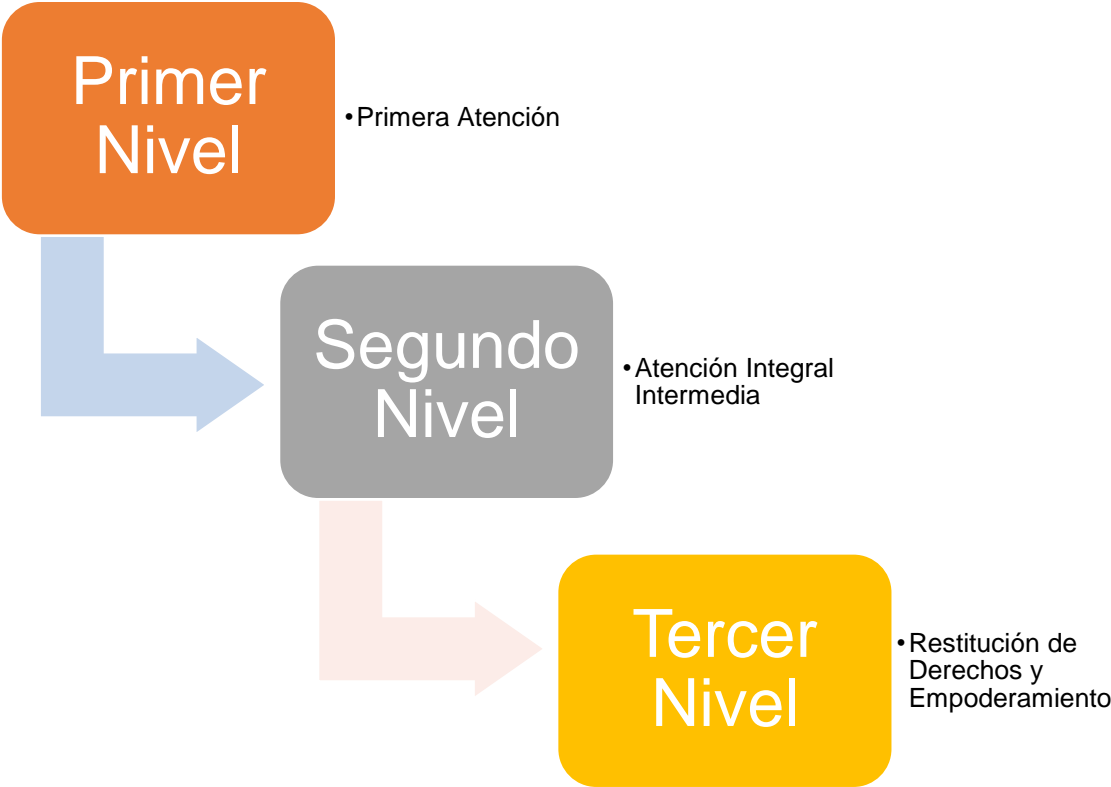 Primer
Nivel
•Primera Atención
Segundo
Nivel
•Atención Integral
Intermedia
Tercer
Nivel
•Restitución de
Derechos y
Empoderamiento